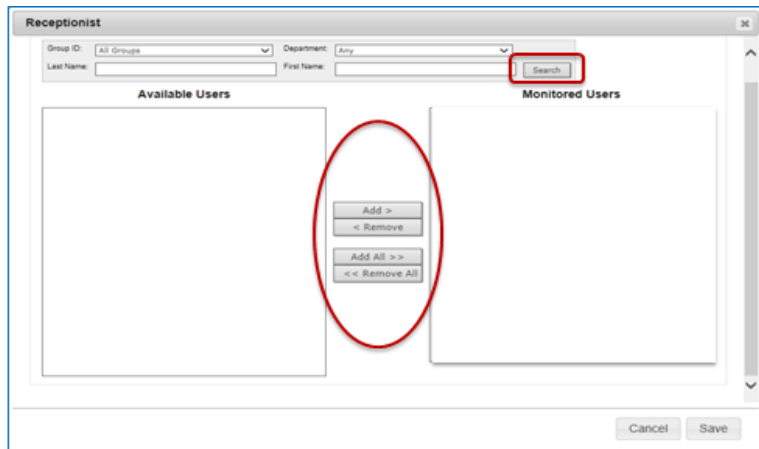 Receptionist
Group ID: All Groups Department: Any
Last Name: First Name: Search
Available Users Monitored Users
Add >
< Remove
Add All >>
<< Remove All
Cancel Save